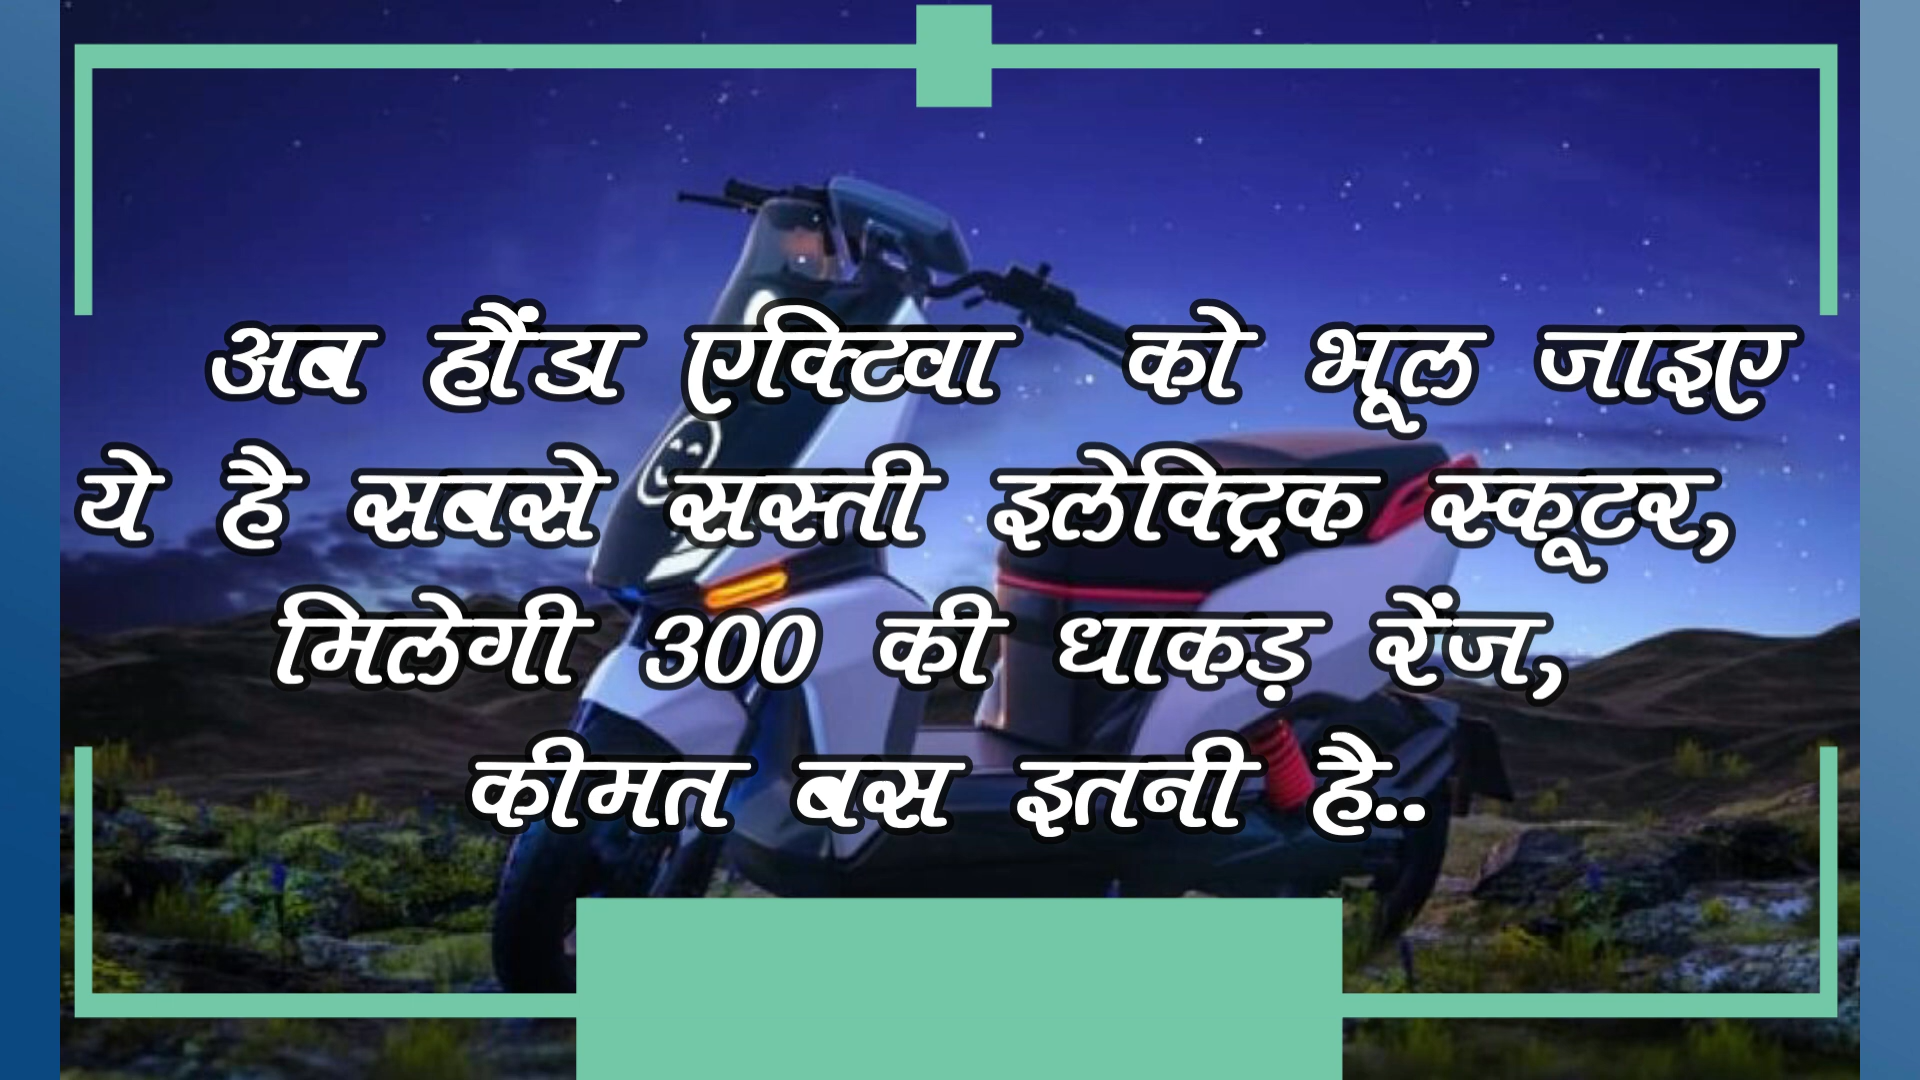 अब हौंडा एक्टिवा को भूल जाइए
ये है सबसे सस्ती इलेक्ट्रिक स्कूटर,
मिलेगी 300 की धाकड़ रेंज,
कीमत बस इतनी है..